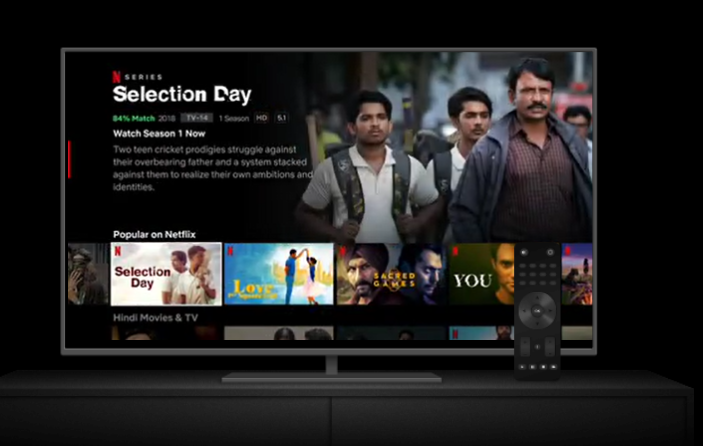 N SERIES
Selection Day
84% Match 2018 TV-14 1 Season HD 5.1
Watch Season 1 Now
Two teen cricket prodigies struggle against
their overbearing father and a system stacked
against them to realize their own ambitions and
identities.
Popular on Netflix
N
Selection
Day
N
Love
per Square Foot
N
SACRED
GAMES
N
YOU
N
Hindi Movies & TV
N